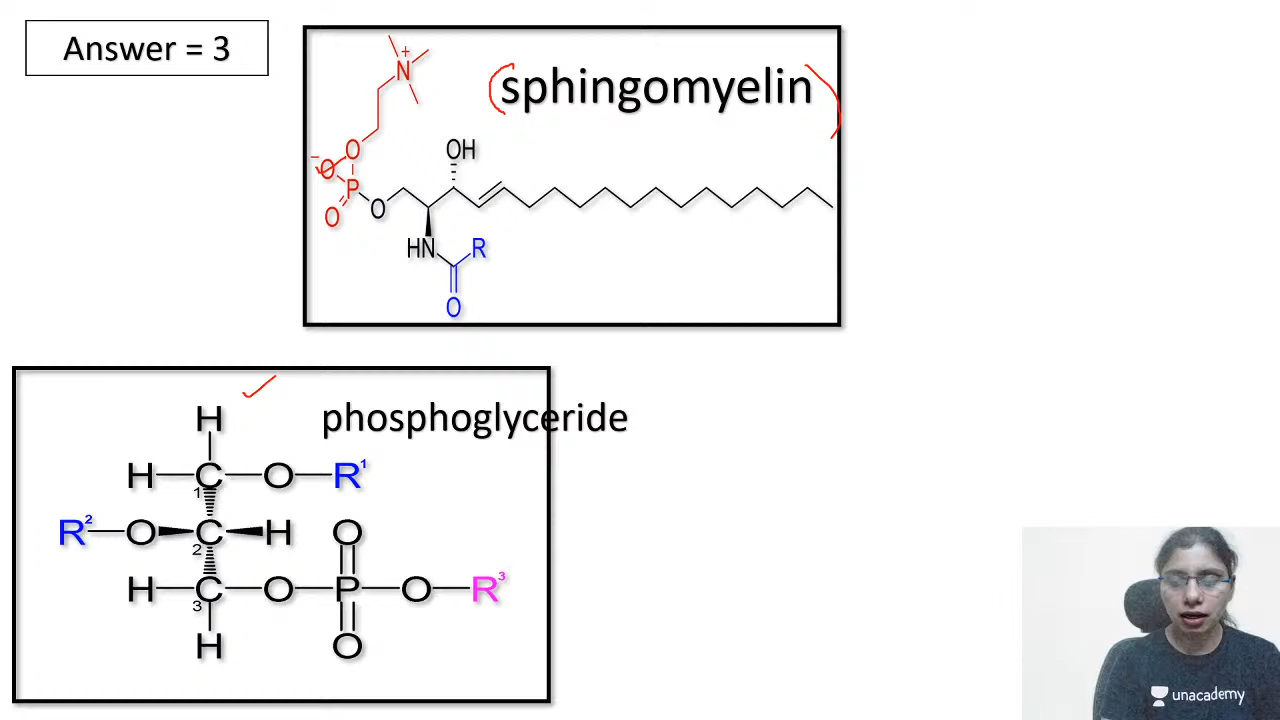 Answer = 3
sphingomyelin
N+
O
−O
P
O
O
OH
HN
R
O
phosphoglyceride
H
H C O R1
1
R2 O C H O
2
H C O P O R3
3
H O
unacademy